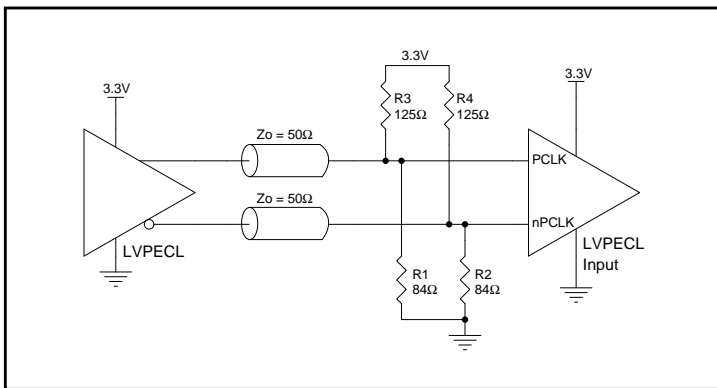 3.3V
3.3V
3.3V
R3
125Ω
R4
125Ω
Zo = 50Ω
PCLK
Zo = 50Ω
nPCLK
LVPECL
LVPECL
Input
R1
84Ω
R2
84Ω